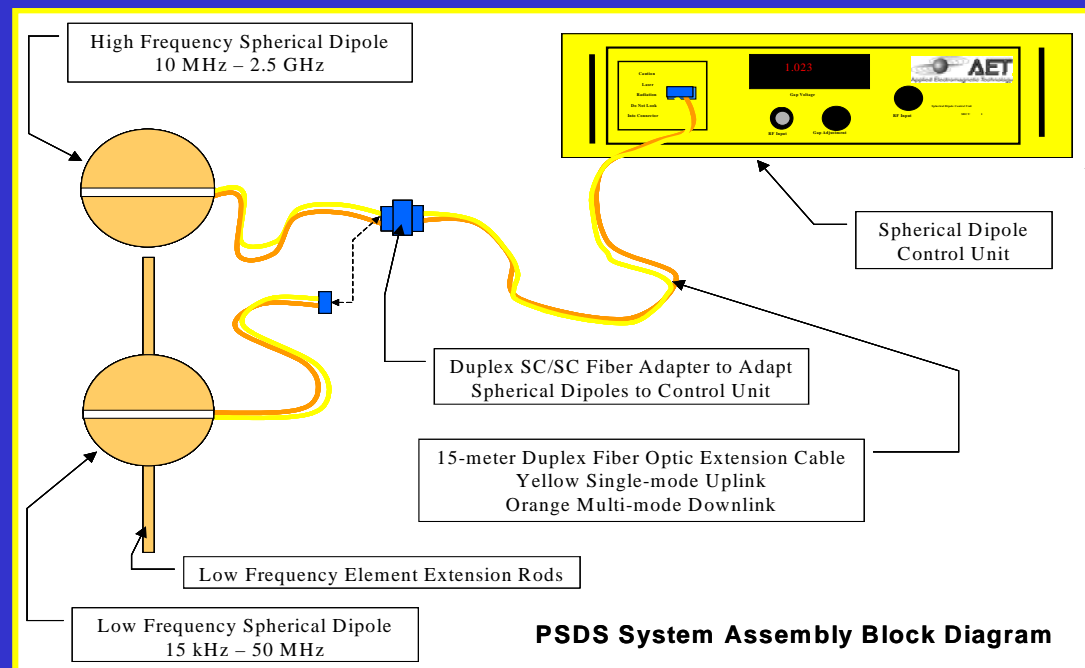 High Frequency Spherical Dipole
10 MHz – 2.5 GHz
Caution
Laser
Radiation
Do Not Look
Into Connector
1.023
Gap Voltage
RF Input
Gap Adjustment
RF Input
AET
Applied Electromagnetic Technology
Spherical Dipole Control Unit
Spherical Dipole
Control Unit
Duplex SC/SC Fiber Adapter to Adapt
Spherical Dipoles to Control Unit
15-meter Duplex Fiber Optic Extension Cable
Yellow Single-mode Uplink
Orange Multi-mode Downlink
Low Frequency Element Extension Rods
Low Frequency Spherical Dipole
15 kHz – 50 MHz
PSDS System Assembly Block Diagram